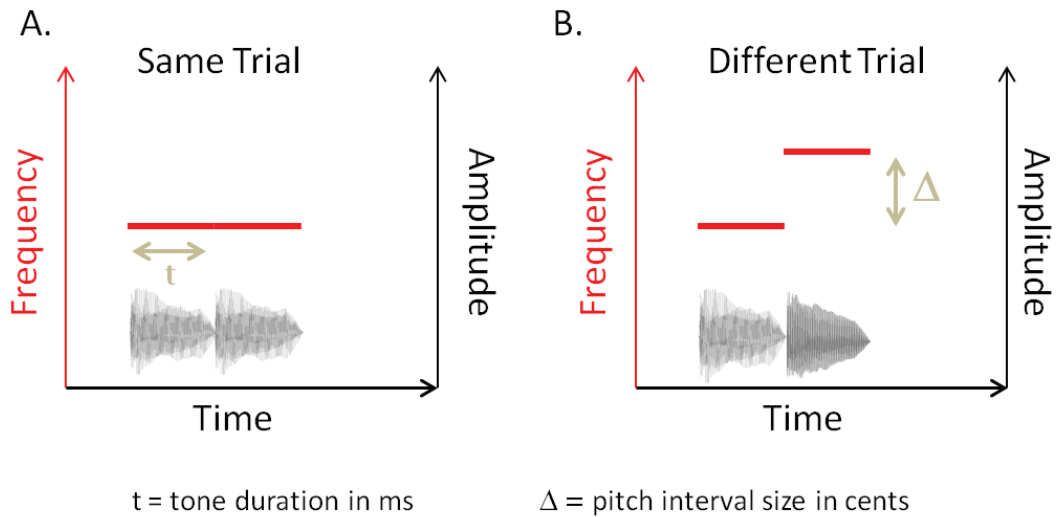 A.
Same Trial
Frequency
Amplitude
t
Time
B.
Different Trial
Frequency
Amplitude
Δ
Time
t = tone duration in ms
Δ = pitch interval size in cents